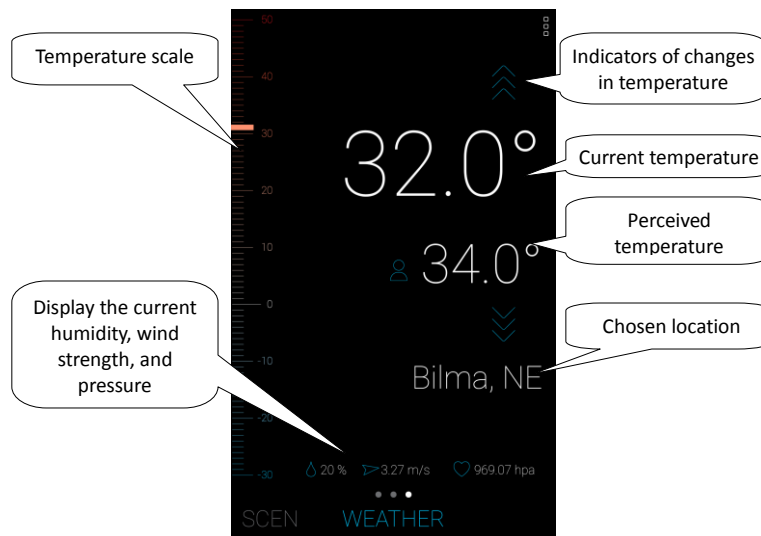 50
Temperature scale
40
Indicators of changes
in temperature
30
32.0°
Current temperature
20
Perceived
temperature
10
34.0°
0
Display the current
humidity, wind
strength, and
pressure
Chosen location
-10
Bilma, NE
-20
-30
20 %
3.27 m/s
969.07 hpa
SCEN
WEATHER